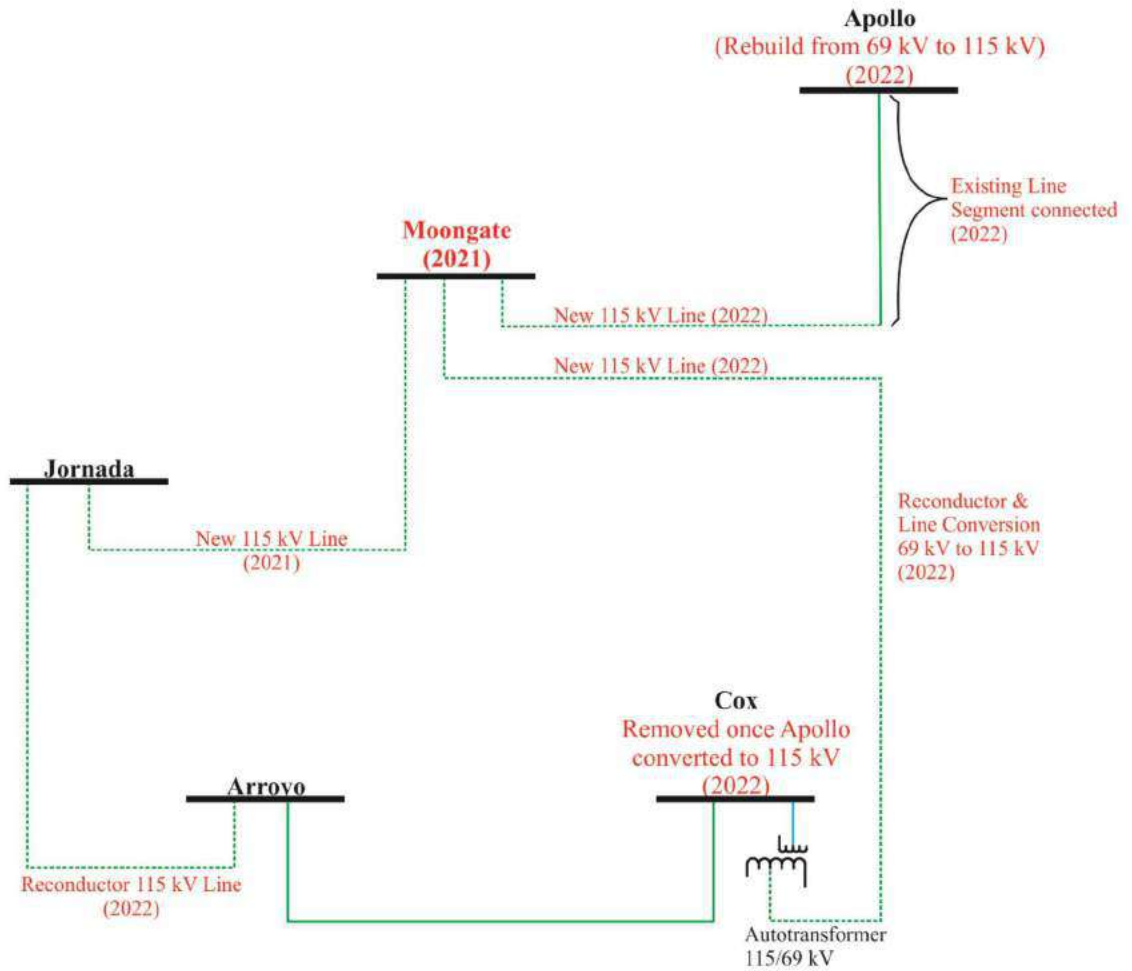 Apollo
(Rebuild from 69 kV to 115 kV)
(2022)
Existing Line
Segment connected
(2022)
Moongate
(2021)
New 115 kV Line (2022)
New 115 kV Line (2022)
Jornada
New 115 kV Line
(2021)
Reconductor &
Line Conversion
69 kV to 115 kV
(2022)
Cox
Removed once Apollo
converted to 115 kV
(2022)
Arroyo
Reconductor 115 kV Line
(2022)
Autotransformer
115/69 kV